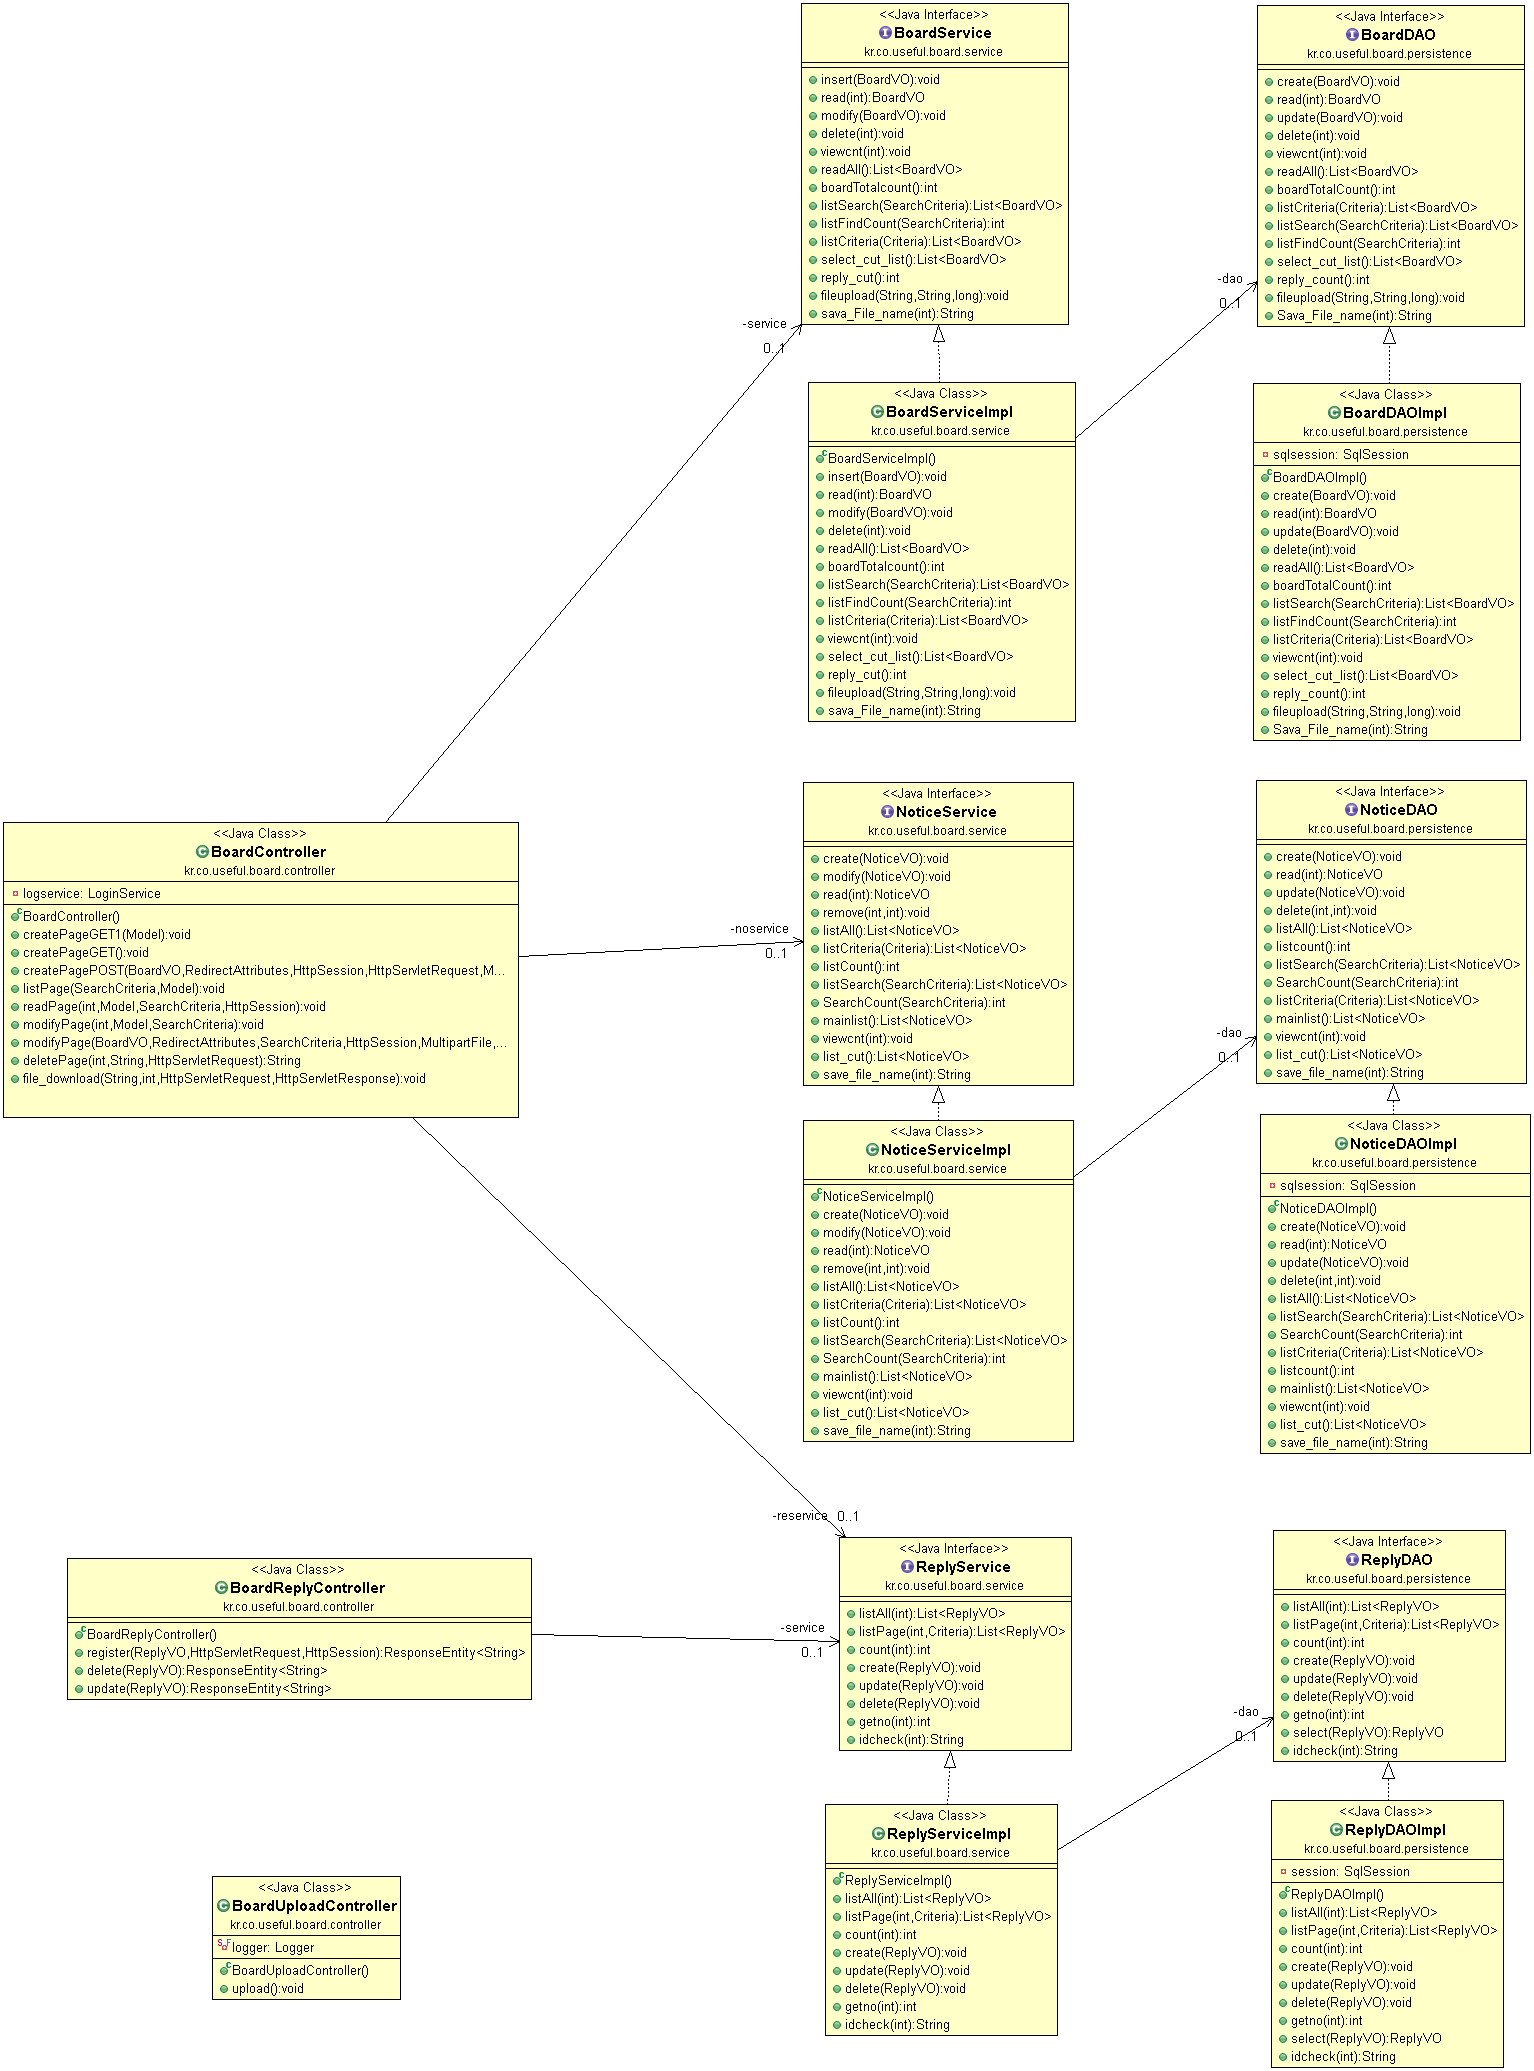 <<Java Interface>>
BoardService
kr.co.useful.board.service
insert(BoardVO):void
read(int):BoardVO
modify(BoardVO):void
delete(int):void
viewcnt(int):void
readAll():List<BoardVO>
boardTotalcount():int
listSearch(SearchCriteria):List<BoardVO>
listFindCount(SearchCriteria):int
listCriteria(Criteria):List<BoardVO>
select_cut_list():List<BoardVO>
reply_cut():int
fileupload(String,String,long):void
sava_File_name(int):String
<<Java Interface>>
BoardDAO
kr.co.useful.board.persistence
create(BoardVO):void
read(int):BoardVO
update(BoardVO):void
delete(int):void
viewcnt(int):void
readAll():List<BoardVO>
boardTotalCount():int
listCriteria(Criteria):List<BoardVO>
listSearch(SearchCriteria):List<BoardVO>
listFindCount(SearchCriteria):int
select_cut_list():List<BoardVO>
reply_count():int
fileupload(String,String,long):void
Sava_File_name(int):String
-dao
0..1
-service
0..1
<<Java Class>>
BoardServiceImpl
kr.co.useful.board.service
BoardServiceImpl()
insert(BoardVO):void
read(int):BoardVO
modify(BoardVO):void
delete(int):void
readAll():List<BoardVO>
boardTotalcount():int
listSearch(SearchCriteria):List<BoardVO>
listFindCount(SearchCriteria):int
listCriteria(Criteria):List<BoardVO>
viewcnt(int):void
select_cut_list():List<BoardVO>
reply_cut():int
fileupload(String,String,long):void
sava_File_name(int):String
<<Java Class>>
BoardDAOImpl
kr.co.useful.board.persistence
sqlsession: SqlSession
BoardDAOImpl()
create(BoardVO):void
read(int):BoardVO
update(BoardVO):void
delete(int):void
readAll():List<BoardVO>
boardTotalCount():int
listSearch(SearchCriteria):List<BoardVO>
listFindCount(SearchCriteria):int
listCriteria(Criteria):List<BoardVO>
viewcnt(int):void
select_cut_list():List<BoardVO>
reply_count():int
fileupload(String,String,long):void
Sava_File_name(int):String
<<Java Class>>
BoardController
kr.co.useful.board.controller
logservice: LoginService
BoardController()
createPageGET1(Model):void
createPageGET():void
createPagePOST(BoardVO,RedirectAttributes,HttpSession,HttpServletRequest,M...
listPage(SearchCriteria,Model):void
readPage(int,Model,SearchCriteria,HttpSession):void
modifyPage(int,Model,SearchCriteria):void
modifyPage(BoardVO,RedirectAttributes,SearchCriteria,HttpSession,MultipartFile,...
deletePage(int,String,HttpServletRequest):String
file_download(String,int,HttpServletRequest,HttpServletResponse):void
-noservice
0..1
<<Java Interface>>
NoticeService
kr.co.useful.board.service
create(NoticeVO):void
modify(NoticeVO):void
read(int):NoticeVO
remove(int,int):void
listAll():List<NoticeVO>
listCriteria(Criteria):List<NoticeVO>
listCount():int
listSearch(SearchCriteria):List<NoticeVO>
SearchCount(SearchCriteria):int
mainlist():List<NoticeVO>
viewcnt(int):void
list_cut():List<NoticeVO>
save_file_name(int):String
<<Java Interface>>
NoticeDAO
kr.co.useful.board.persistence
create(NoticeVO):void
read(int):NoticeVO
update(NoticeVO):void
delete(int,int):void
listAll():List<NoticeVO>
listcount():int
listSearch(SearchCriteria):List<NoticeVO>
SearchCount(SearchCriteria):int
listCriteria(Criteria):List<NoticeVO>
mainlist():List<NoticeVO>
viewcnt(int):void
list_cut():List<NoticeVO>
save_file_name(int):String
-dao
0..1
<<Java Class>>
NoticeServiceImpl
kr.co.useful.board.service
NoticeServiceImpl()
create(NoticeVO):void
modify(NoticeVO):void
read(int):NoticeVO
remove(int,int):void
listAll():List<NoticeVO>
listCriteria(Criteria):List<NoticeVO>
listCount():int
listSearch(SearchCriteria):List<NoticeVO>
SearchCount(SearchCriteria):int
mainlist():List<NoticeVO>
viewcnt(int):void
list_cut():List<NoticeVO>
save_file_name(int):String
<<Java Class>>
NoticeDAOImpl
kr.co.useful.board.persistence
sqlsession: SqlSession
NoticeDAOImpl()
create(NoticeVO):void
read(int):NoticeVO
update(NoticeVO):void
delete(int,int):void
listAll():List<NoticeVO>
listSearch(SearchCriteria):List<NoticeVO>
SearchCount(SearchCriteria):int
listCriteria(Criteria):List<NoticeVO>
listcount():int
mainlist():List<NoticeVO>
viewcnt(int):void
list_cut():List<NoticeVO>
save_file_name(int):String
-reservice 0..1
<<Java Class>>
BoardReplyController
kr.co.useful.board.controller
BoardReplyController()
register(ReplyVO,HttpServletRequest,HttpSession):ResponseEntity<String>
delete(ReplyVO):ResponseEntity<String>
update(ReplyVO):ResponseEntity<String>
-service
0..1
<<Java Interface>>
ReplyService
kr.co.useful.board.service
listAll(int):List<ReplyVO>
listPage(int,Criteria):List<ReplyVO>
count(int):int
create(ReplyVO):void
update(ReplyVO):void
delete(ReplyVO):void
getno(int):int
idcheck(int):String
<<Java Interface>>
ReplyDAO
kr.co.useful.board.persistence
listAll(int):List<ReplyVO>
listPage(int,Criteria):List<ReplyVO>
count(int):int
create(ReplyVO):void
update(ReplyVO):void
delete(ReplyVO):void
getno(int):int
select(ReplyVO):ReplyVO
idcheck(int):String
-dao
0..1
<<Java Class>>
ReplyServiceImpl
kr.co.useful.board.service
ReplyServiceImpl()
listAll(int):List<ReplyVO>
listPage(int,Criteria):List<ReplyVO>
count(int):int
create(ReplyVO):void
update(ReplyVO):void
delete(ReplyVO):void
getno(int):int
idcheck(int):String
<<Java Class>>
ReplyDAOImpl
kr.co.useful.board.persistence
session: SqlSession
ReplyDAOImpl()
listAll(int):List<ReplyVO>
listPage(int,Criteria):List<ReplyVO>
count(int):int
create(ReplyVO):void
update(ReplyVO):void
delete(ReplyVO):void
getno(int):int
select(ReplyVO):ReplyVO
idcheck(int):String
<<Java Class>>
BoardUploadController
kr.co.useful.board.controller
logger: Logger
BoardUploadController()
upload():void